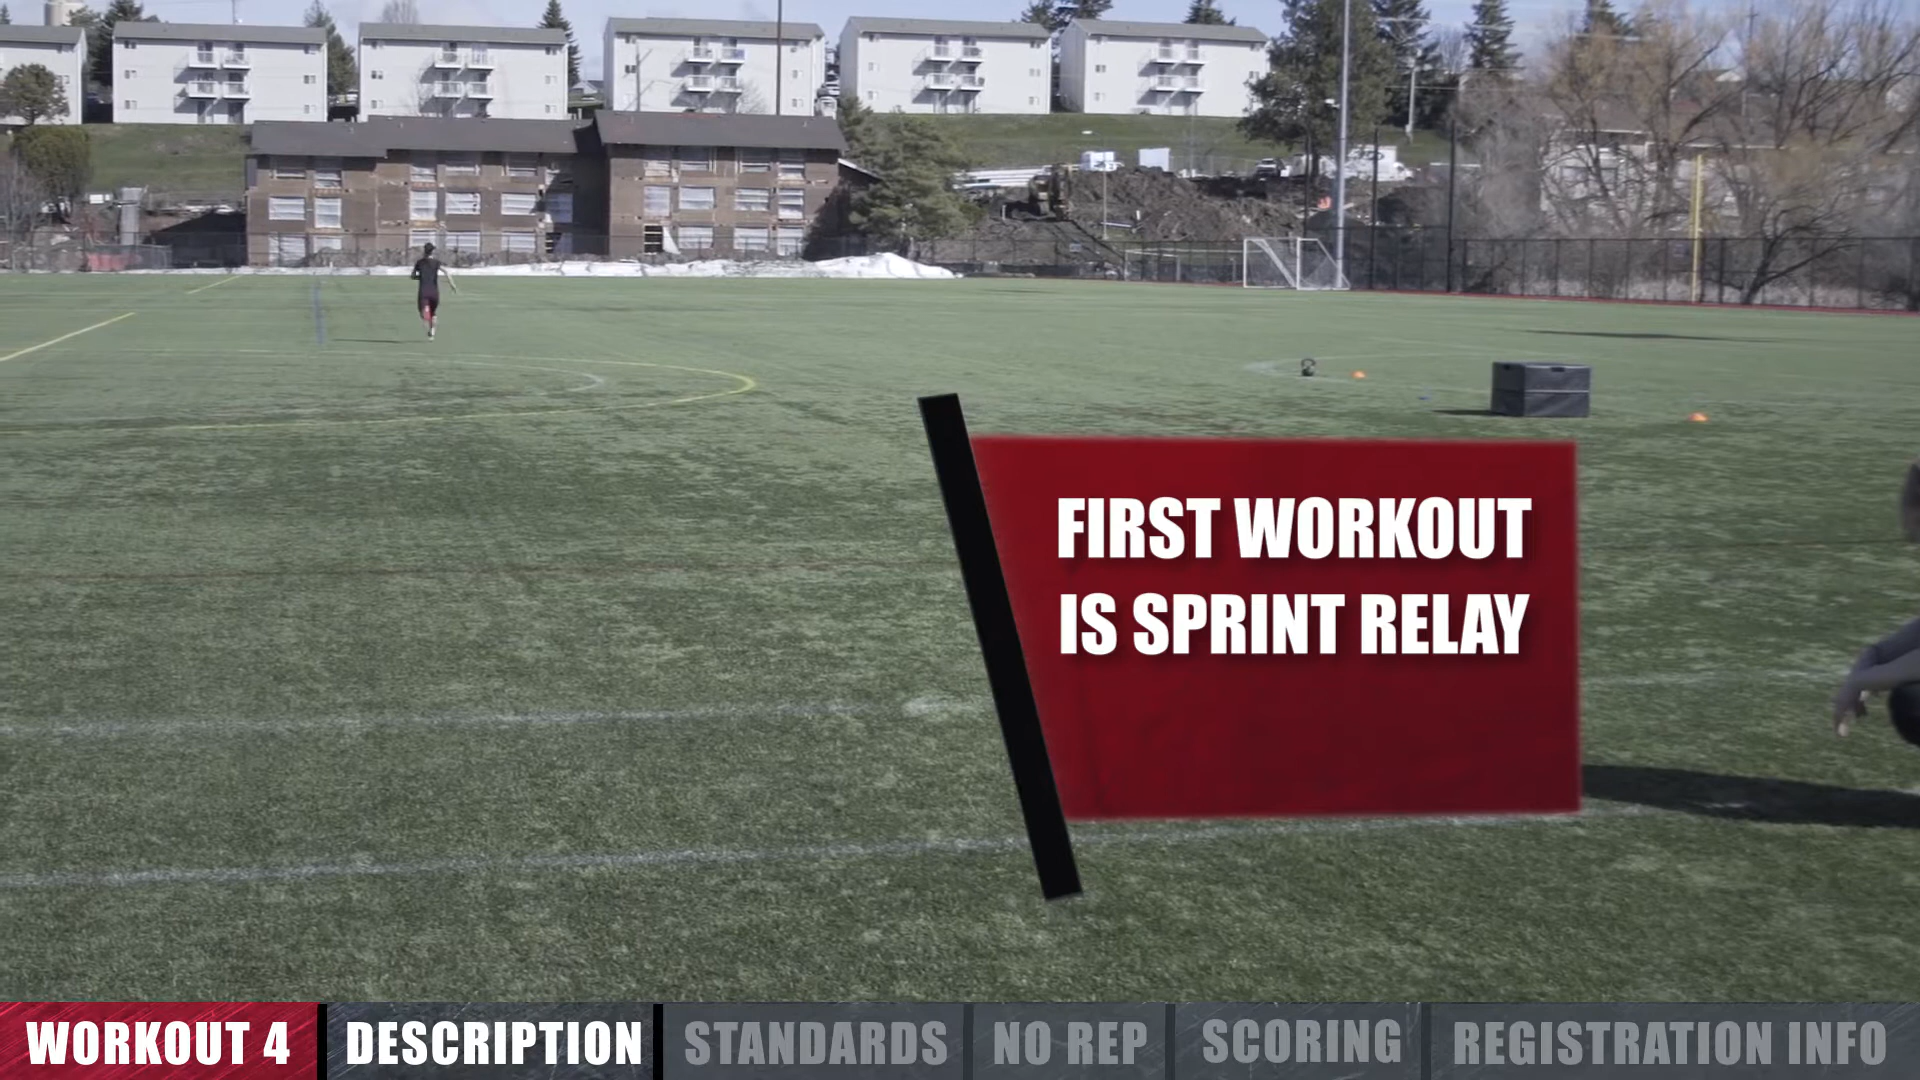 FIRST WORKOUT
IS SPRINT RELAY
WORKOUT 4
DESCRIPTION
STANDARDS
NO REP
SCORING
REGISTRATION INFO